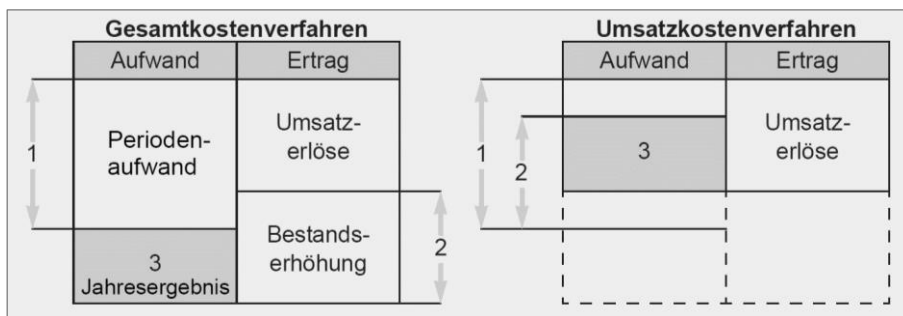 Gesamtkostenverfahren
Aufwand
Ertrag
1
Perioden-
aufwand
Umsatz-
erlöse
3
Jahresergebnis
Bestands-
erhöhung
2
Umsatzkostenverfahren
Aufwand
Ertrag
1
2
3
Umsatz-
erlöse